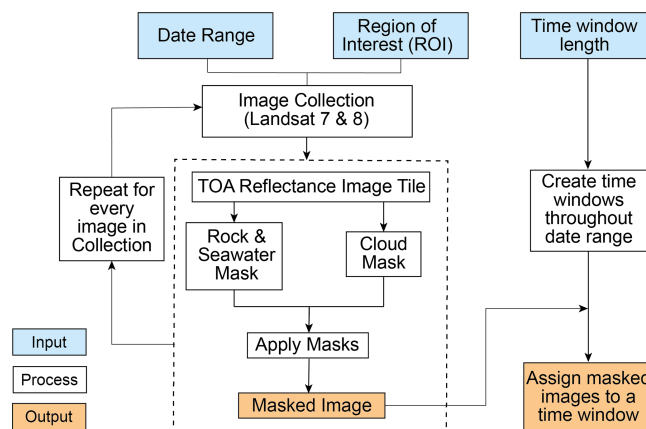 Date Range
Region of
Interest (ROI)
Time window
length
Image Collection
(Landsat 7 & 8)
Repeat for
every
image in
Collection
TOA Reflectance Image Tile
Rock &
Seawater
Mask
Cloud
Mask
Create time
windows
throughout
date range
Apply Masks
Masked Image
Assign masked
images to a
time window
Input
Process
Output